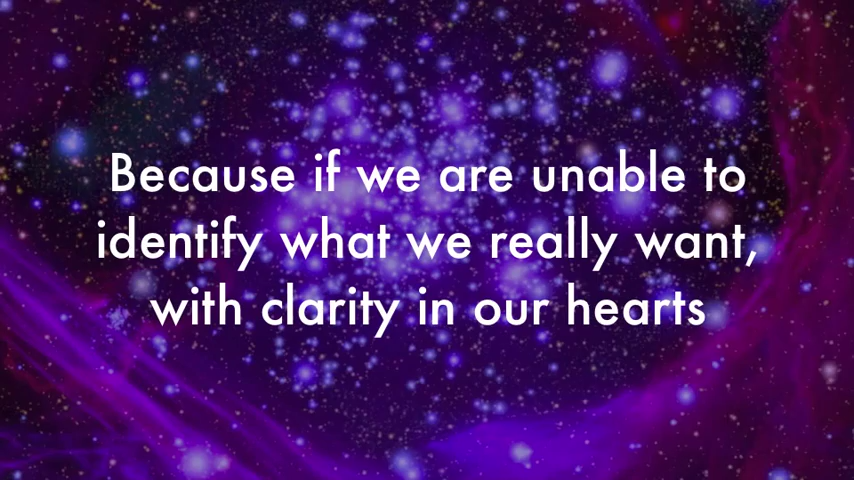 Because if we are unable to
identify what we really want,
with clarity in our hearts